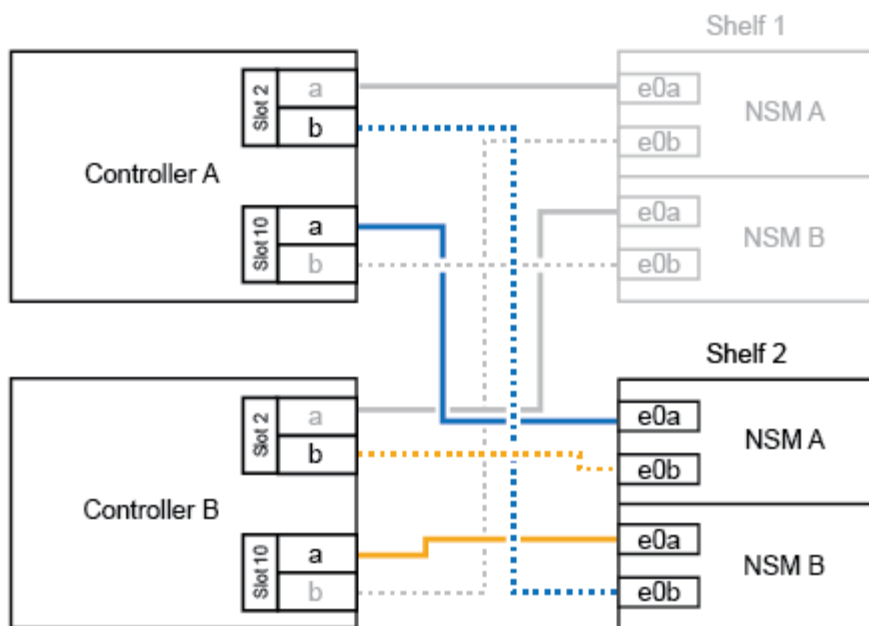 Shelf 1
Controller A
Slot 2
a
b
Slot 10
a
b
e0a
e0b
NSM A
e0a
e0b
NSM B
Shelf 2
Controller B
Slot 2
a
b
Slot 10
a
b
e0a
e0b
NSM A
e0a
e0b
NSM B